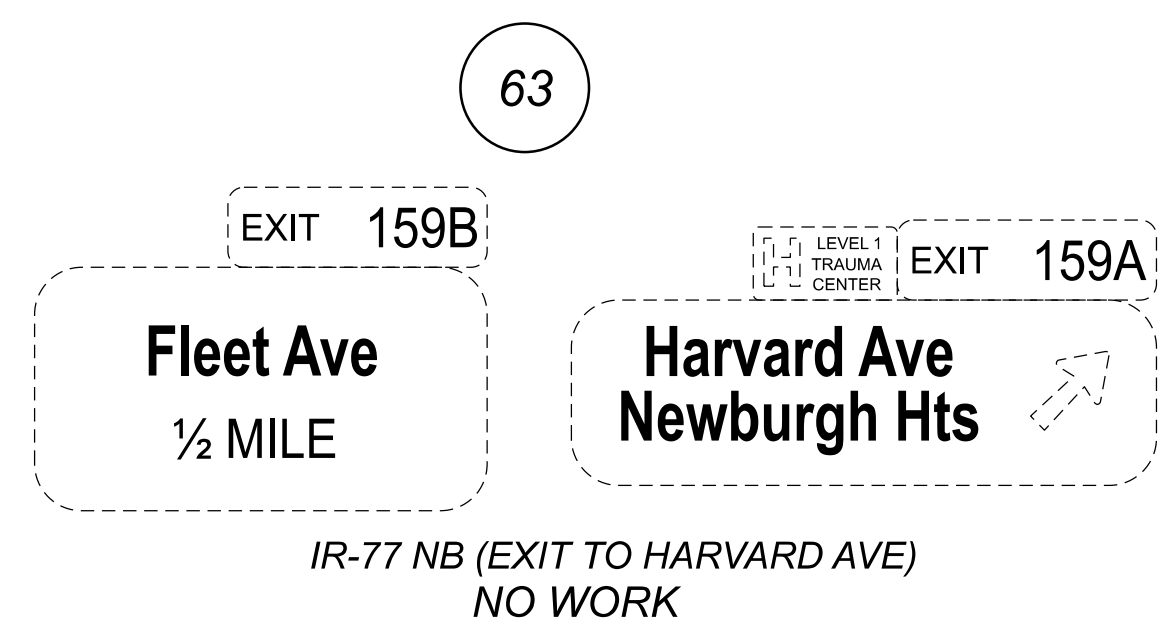 63
EXIT 159B
Fleet Ave
½ MILE
H
LEVEL 1
TRAUMA
CENTER
EXIT 159A
Harvard Ave
Newburgh Hts
IR-77 NB (EXIT TO HARVARD AVE)
NO WORK